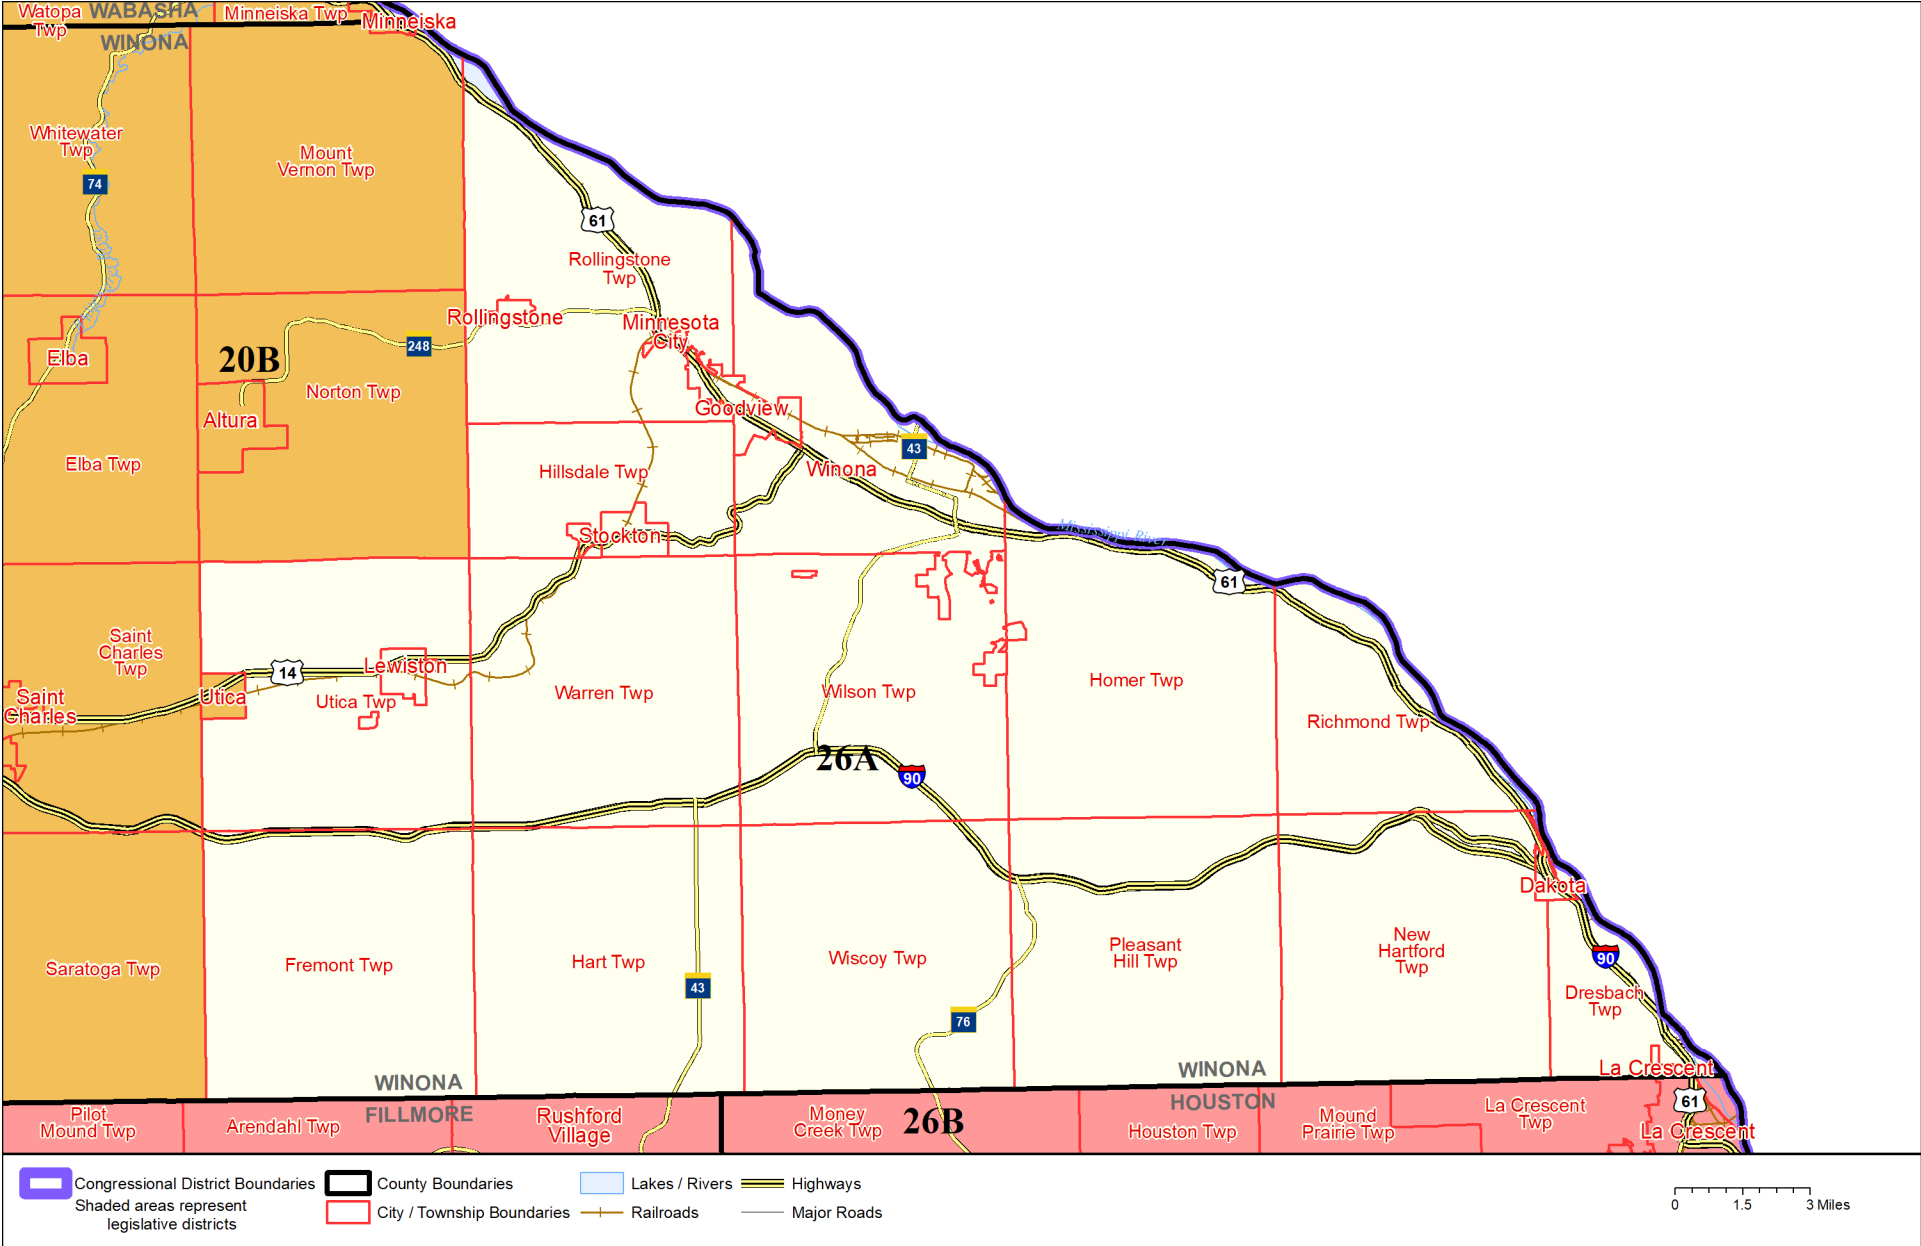 Watopa
Twp
WABASHA
Minneiska Twp
Minneiska
WINONA
Whitewater
Twp
Mount
Vernon Twp
74
61
Rollingstone
Twp
Rollingstone
Minnesota
City
248
Elba
20B
Norton Twp
Altura
Goodview
Elba Twp
43
Hillsdale Twp
Winona
Stockton
Mississippi River
61
Saint
Charles
Twp
14
Lewiston
Saint
Charles
Utica
Utica Twp
Warren Twp
Wilson Twp
Homer Twp
Richmond Twp
26A
90
Dakota
Saratoga Twp
Fremont Twp
Hart Twp
Wiscoy Twp
Pleasant
Hill Twp
New
Hartford
Twp
90
Dresbach
Twp
43
76
WINONA
WINONA
La Crescent
FILLMORE
HOUSTON
61
Pilot
Mound Twp
Arendahl Twp
Rushford
Village
Money
Creek Twp
26B
Houston Twp
Mound
Prairie Twp
La Crescent
Twp
La Crescent
Congressional District Boundaries
Shaded areas represent
legislative districts
County Boundaries
City / Township Boundaries
Lakes / Rivers
Railroads
Highways
Major Roads
0 1.5 3 Miles